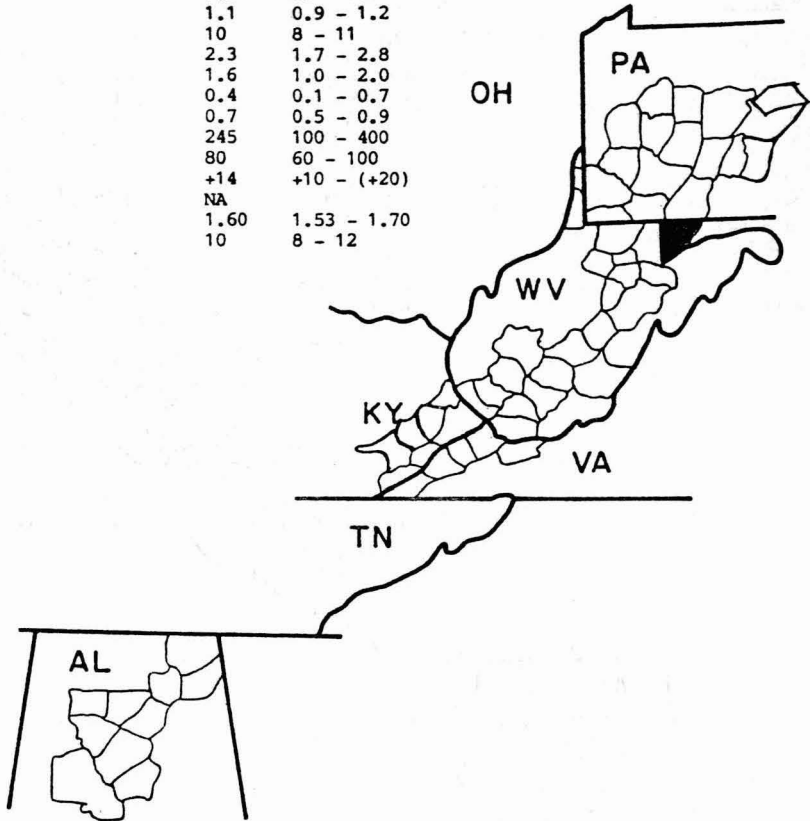 1.1 0.9 - 1.2
10 8 - 11
2.3 1.7 - 2.8
1.6 1.0 - 2.0
0.4 0.1 - 0.7
0.7 0.5 - 0.9
245 100 - 400
80 60 - 100
+14 +10 - (+20)
NA
1.60 1.53 - 1.70
10 8 - 12
PA
OH
WV
KY
VA
TN
AL